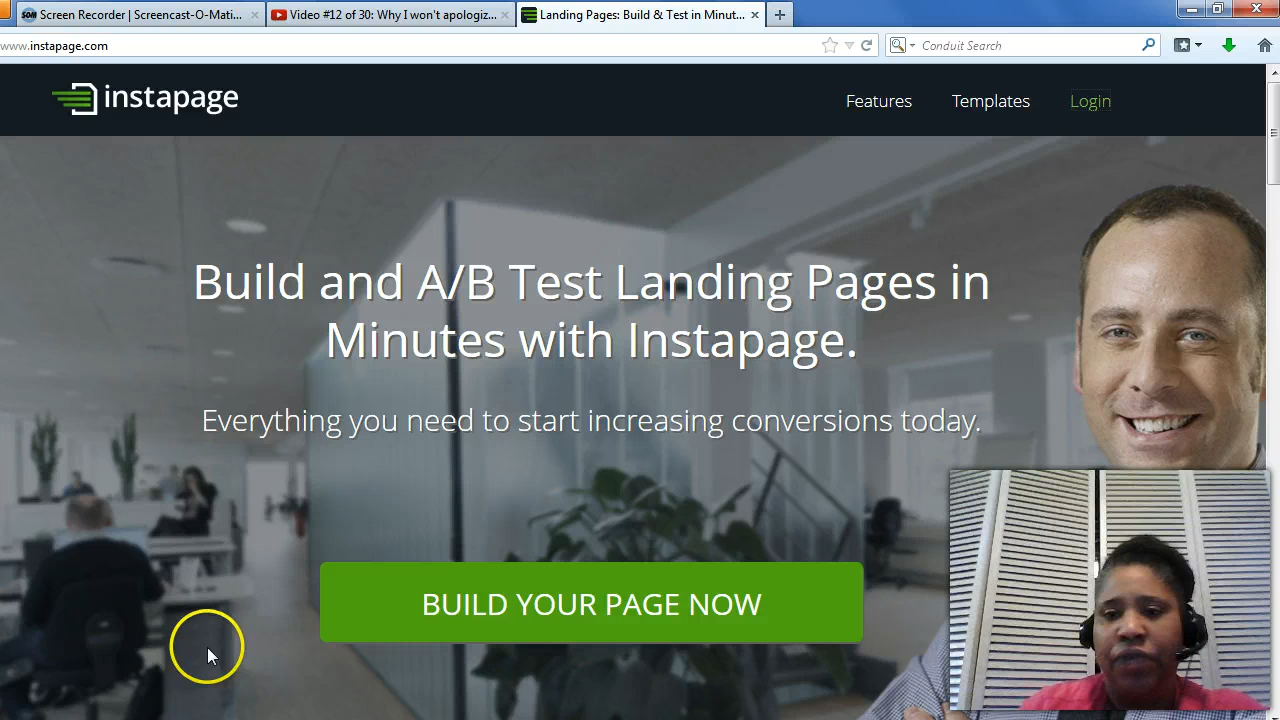 Screen Recorder | Screencast-O-Mati...
Video #12 of 30: Why I won't apologiz...
Landing Pages: Build & Test in Minut...
www.instapage.com
Conduit Search
instapage
Features
Templates
Login
Build and A/B Test Landing Pages in
Minutes with Instapage.
Everything you need to start increasing conversions today.
BUILD YOUR PAGE NOW